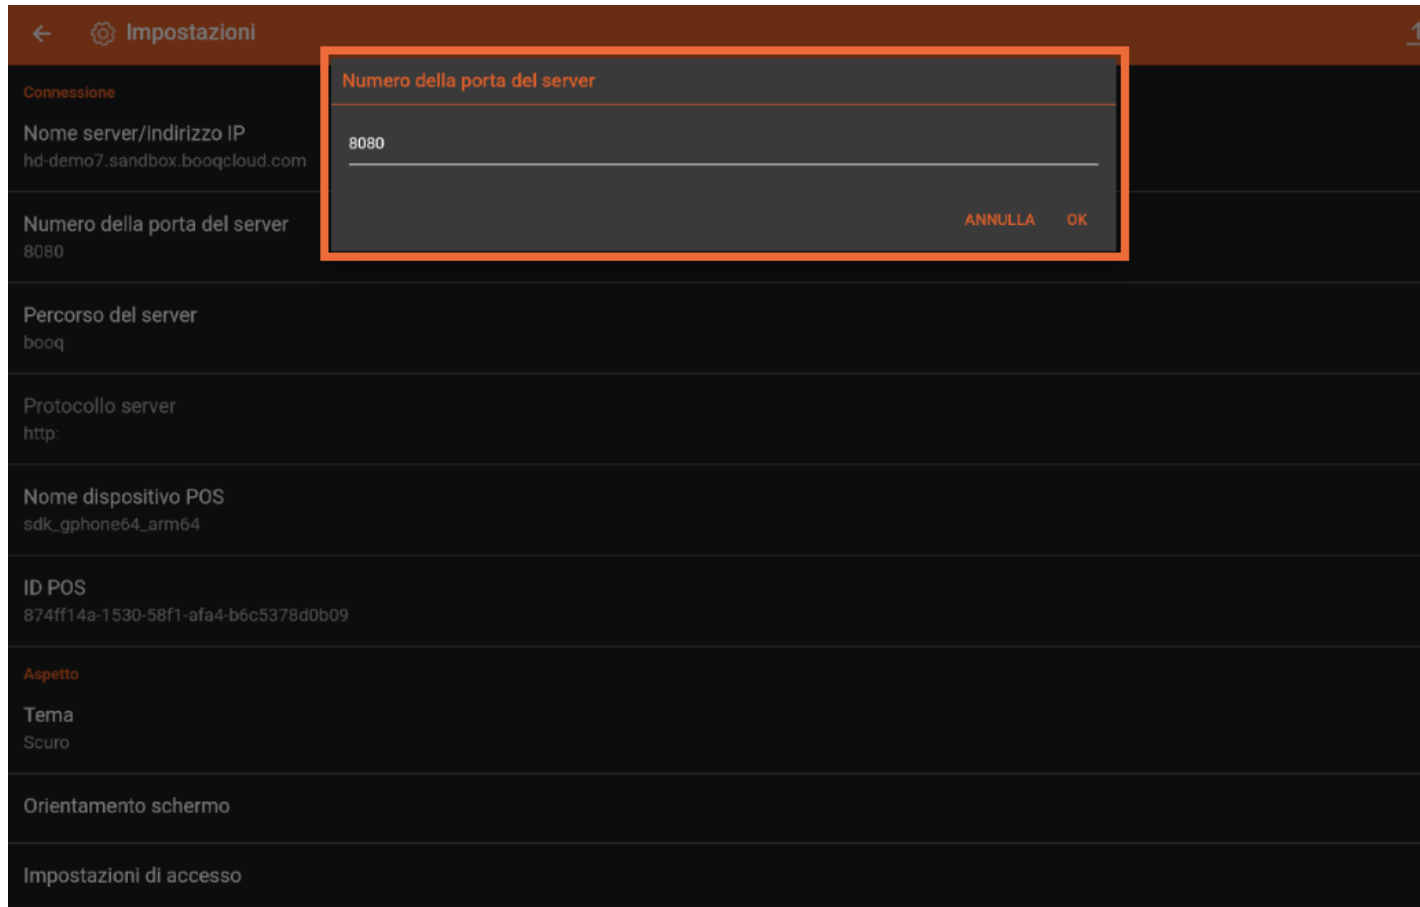 Impostazioni
Numero della porta del server
8080
ANNULLA OK
Connessione
Nome server/indirizzo IP
hd-demo7.sandbox.booqcloud.com
Numero della porta del server
8080
Percorso del server
booq
Protocollo server
http:
Nome dispositivo POS
sdk_gphone64_arm64
ID POS
874ff14a-1530-58f1-afa4-b6c5378d0b09
Aspetto
Tema
Scuro
Orientamento schermo
Impostazioni di accesso